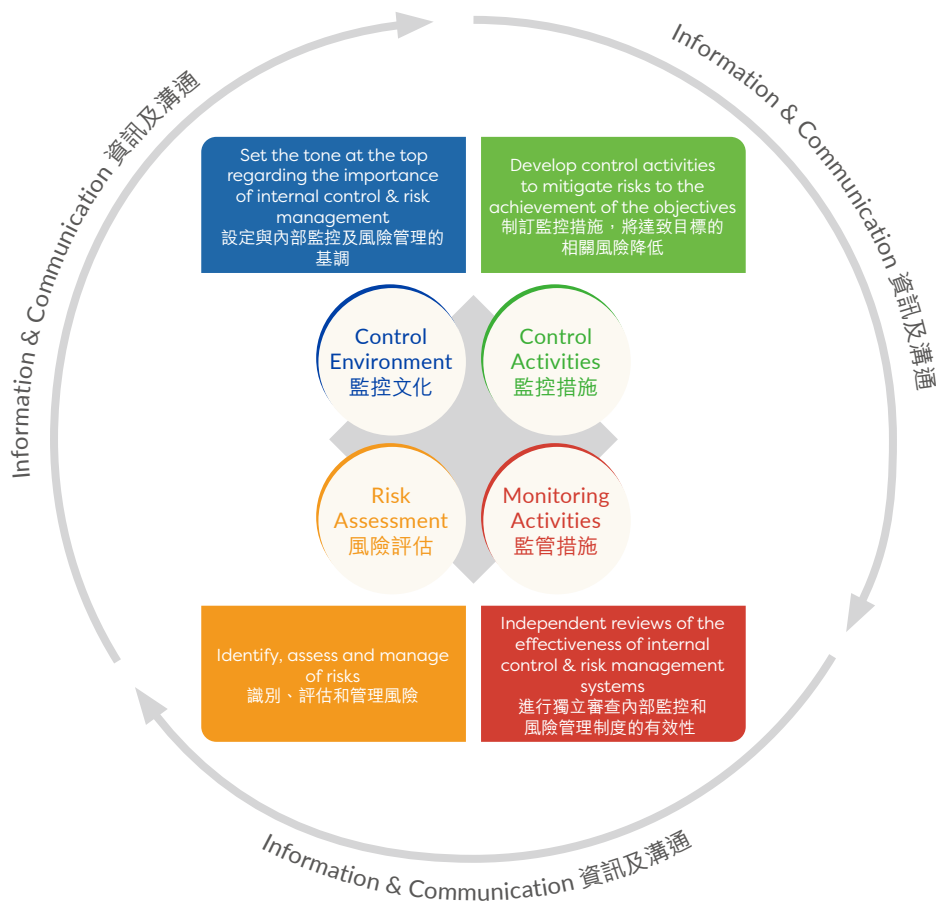 Information & Communication 資訊及溝通
Information & Communication 資訊及溝通
Set the tone at the top
regarding the importance
of internal control & risk
management
設定與內部監控及風險管理的
基調
Develop control activities
to mitigate risks to the
achievement of the objectives
制訂監控措施，將達致目標的
相關風險降低
Control
Environment
監控文化
Control
Activities
監控措施
Risk
Assessment
風險評估
Monitoring
Activities
監管措施
Identify, assess and manage
of risks
識別、評估和管理風險
Independent reviews of the
effectiveness of internal
control & risk management
systems
進行獨立審查內部監控和
風險管理制度的有效性
Information & Communication 資訊及溝通